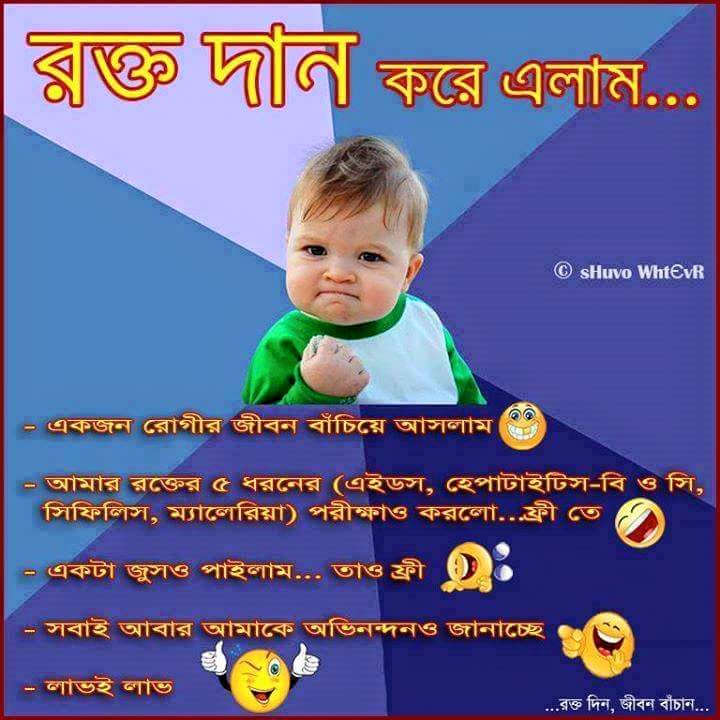 রক্ত দান করে এলাম...
© sHuvo WhtЄvR
- একজন রোগীর জীবন বাঁচিয়ে আসলাম
- আমার রক্তের ৫ ধরনের (এইডস, হেপাটাইটিস-বি ও সি,
সিফিলিস, ম্যালেরিয়া) পরীক্ষাও করলো...ফ্রী তে
- একটা জুসও পাইলাম... তাও ফ্রী
- সবাই আবার আমাকে অভিনন্দনও জানাচ্ছে
- লাভই লাভ
...রক্ত দিন, জীবন বাঁচান...